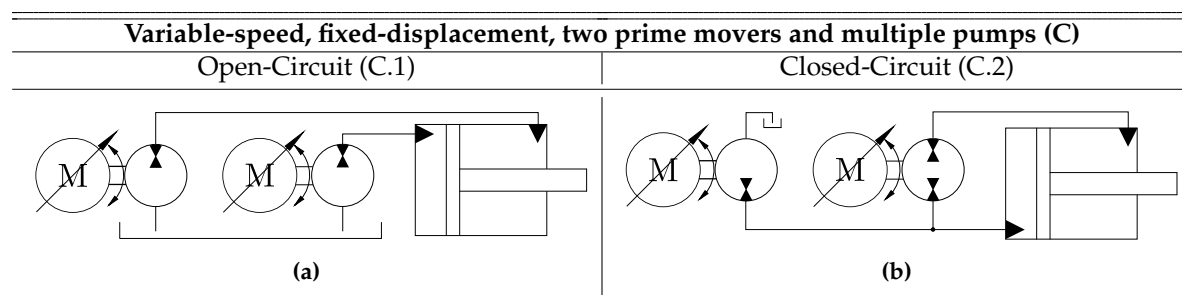 Variable-speed, fixed-displacement, two prime movers and multiple pumps (C)
Open-Circuit (C.1) Closed-Circuit (C.2)
M M M M
(a) (b)